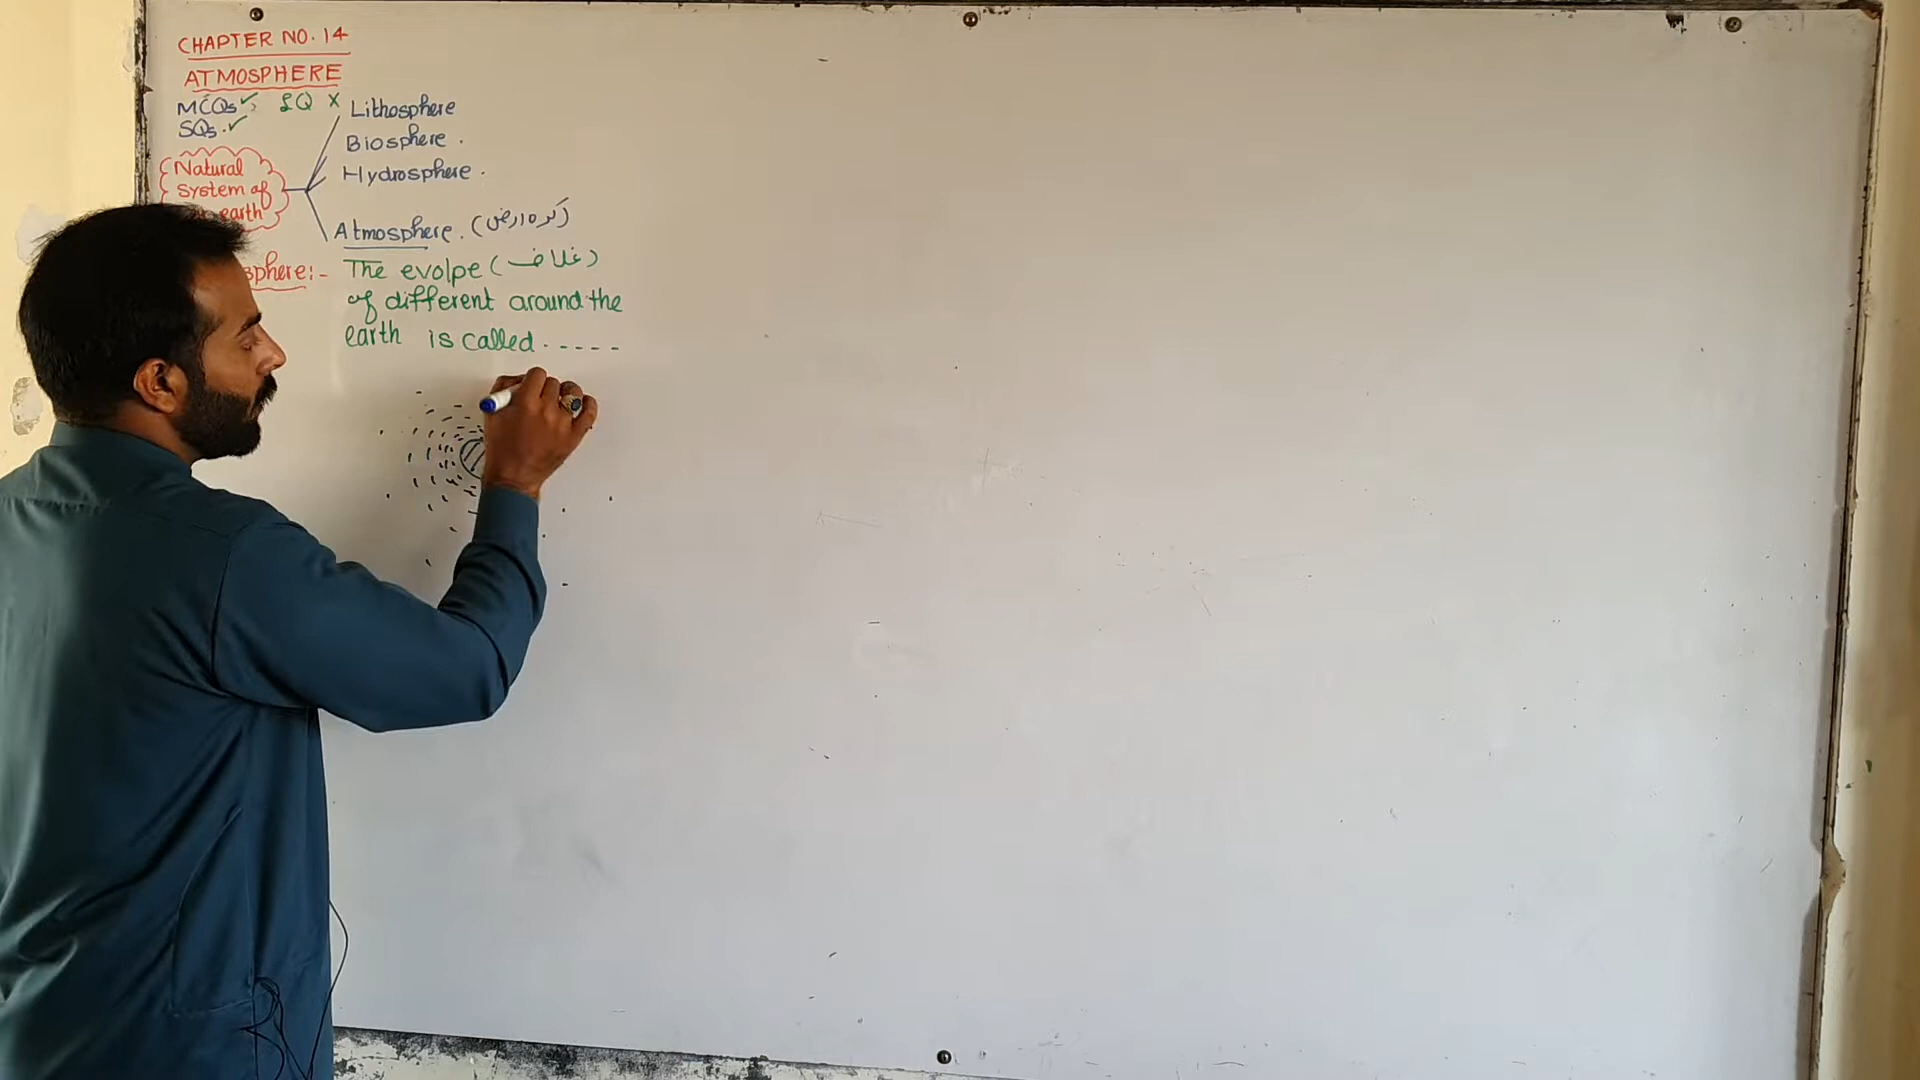 CHAPTER NO. 14
ATMOSPHERE
MCQs ✓, LQ X
SQs. ✓
Lithosphere
Biosphere.
Hydrosphere.
Natural
system of
earth
Atmosphere. (کرہ ارض)
sphere:- The evolpe (غلاف)
of different around the
earth is called . - - - -